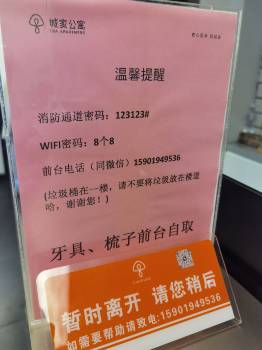 城家公寓
温馨提醒
消防通道密码：123123#
WIFI密码：8个8
前台电话（同微信）15901949536
(垃圾桶在一楼，请不要将垃圾放在楼道
哈，谢谢您！)
牙具、梳子前台自取
暂时离开 请您稍后
如需要帮助请致电:15901949536